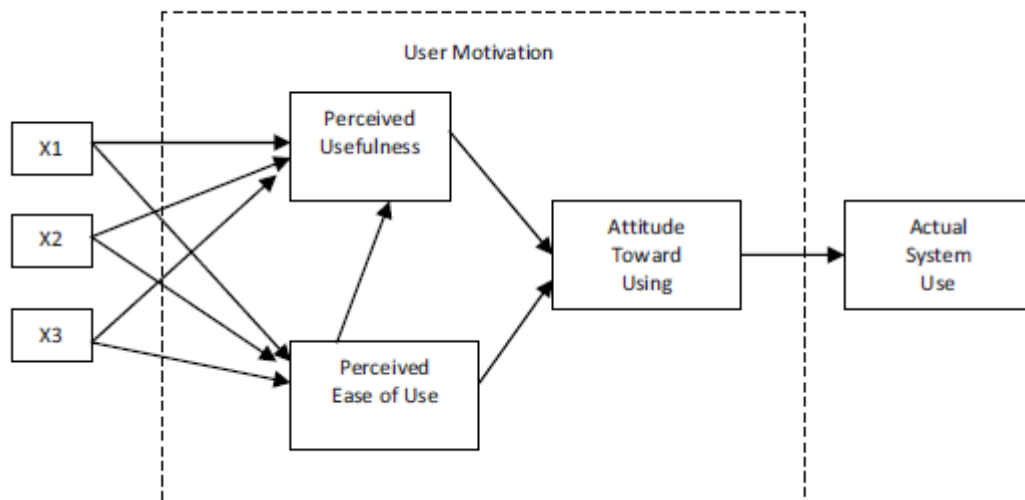 User Motivation
X1
X2
X3
Perceived
Usefulness
Perceived
Ease of Use
Attitude
Toward
Using
Actual
System
Use